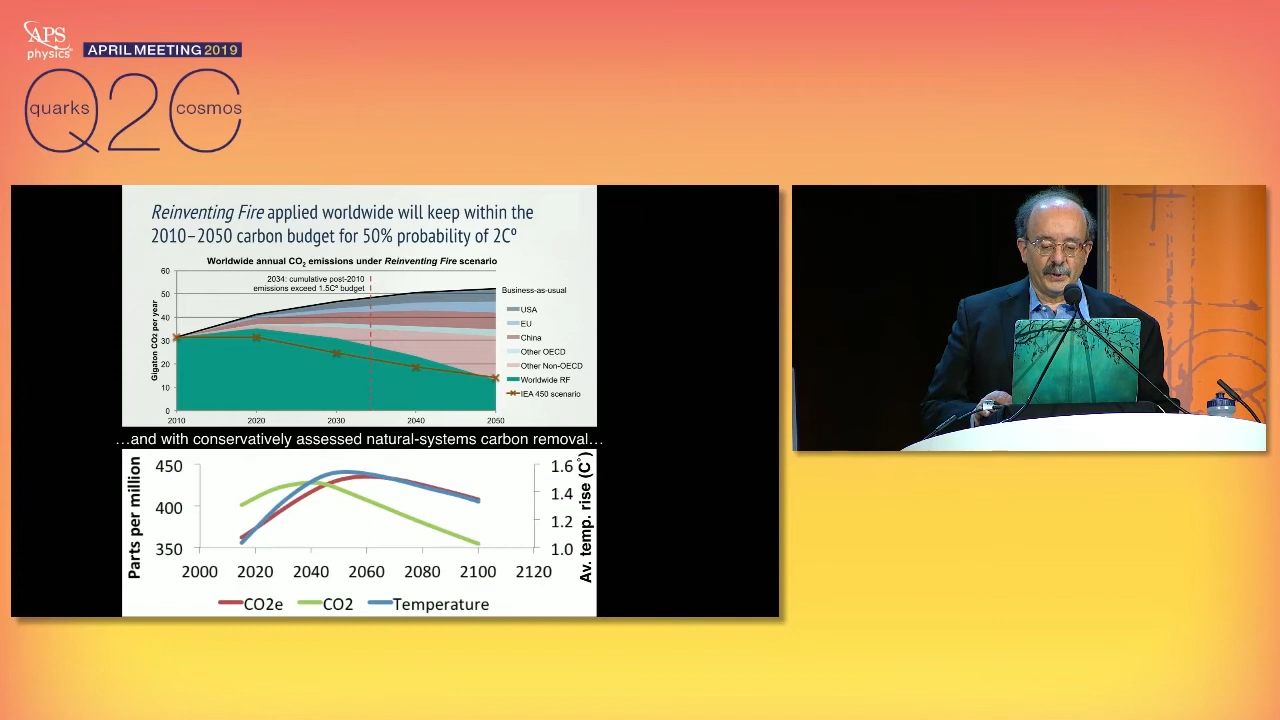 APS
physics
APRIL MEETING 2019
Q2C
quarks
cosmos
Reinventing Fire applied worldwide will keep within the
2010–2050 carbon budget for 50% probability of 2Cº
Worldwide annual CO2 emissions under Reinventing Fire scenario
Gigaton CO2 per year
60
50
40
30
20
10
0
2034: cumulative post-2010
emissions exceed 1.5Cº budget
2010
2020
2030
2040
2050
Business-as-usual
USA
EU
China
Other OECD
Other Non-OECD
Worldwide RF
IEA 450 scenario
…and with conservatively assessed natural-systems carbon removal…
Parts per million
450
400
350
1.6
1.4
1.2
1.0
Av. temp. rise (C°)
2000 2020 2040 2060 2080 2100 2120
CO2e CO2 Temperature